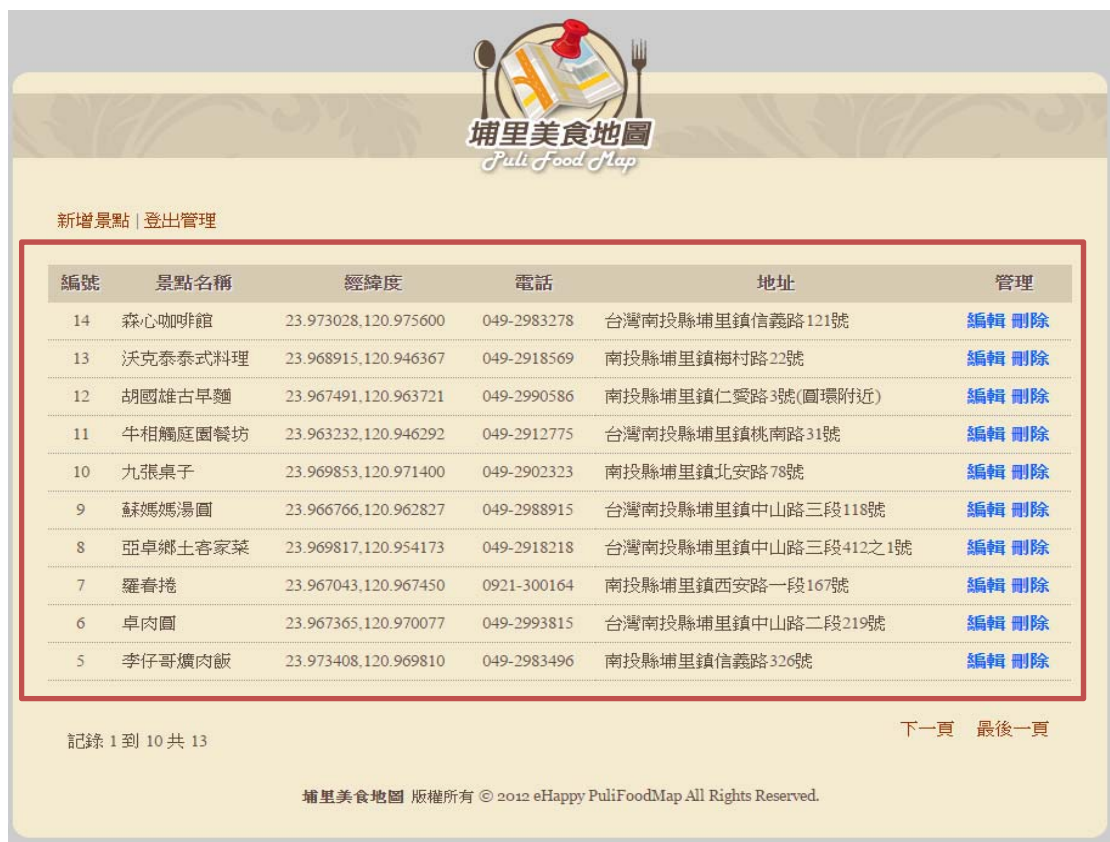 埔里美食地圖
Puli Food Map
新增景點 | 登出管理
編號 景點名稱 經緯度 電話 地址 管理
14 森心咖啡館 23.973028,120.975600 049-2983278 台灣南投縣埔里鎮信義路121號 編輯 刪除
13 沃克泰泰式料理 23.968915,120.946367 049-2918569 南投縣埔里鎮梅村路22號 編輯 刪除
12 胡國雄古早麵 23.967491,120.963721 049-2990586 南投縣埔里鎮仁愛路3號(圓環附近) 編輯 刪除
11 牛相觸庭園餐坊 23.963232,120.946292 049-2912775 台灣南投縣埔里鎮桃南路31號 編輯 刪除
10 九張桌子 23.969853,120.971400 049-2902323 南投縣埔里鎮北安路78號 編輯 刪除
9 蘇媽媽湯圓 23.966766,120.962827 049-2988915 台灣南投縣埔里鎮中山路三段118號 編輯 刪除
8 亞卓鄉土客家菜 23.969817,120.954173 049-2918218 台灣南投縣埔里鎮中山路三段412之1號 編輯 刪除
7 羅春捲 23.967043,120.967450 0921-300164 南投縣埔里鎮西安路一段167號 編輯 刪除
6 卓肉圓 23.967365,120.970077 049-2993815 台灣南投縣埔里鎮中山路二段219號 編輯 刪除
5 李仔哥爌肉飯 23.973408,120.969810 049-2983496 南投縣埔里鎮信義路326號 編輯 刪除
記錄 1 到 10 共 13
下一頁 最後一頁
埔里美食地圖 版權所有 © 2012 eHappy PuliFoodMap All Rights Reserved.